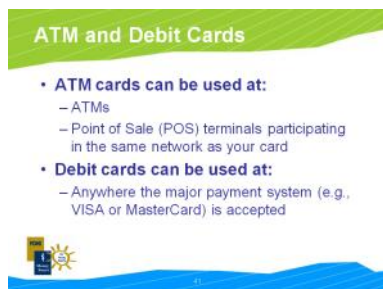 ATM and Debit Cards
• ATM cards can be used at:
– ATMs
– Point of Sale (POS) terminals participating
in the same network as your card
• Debit cards can be used at:
– Anywhere the major payment system (e.g.,
VISA or MasterCard) is accepted
41